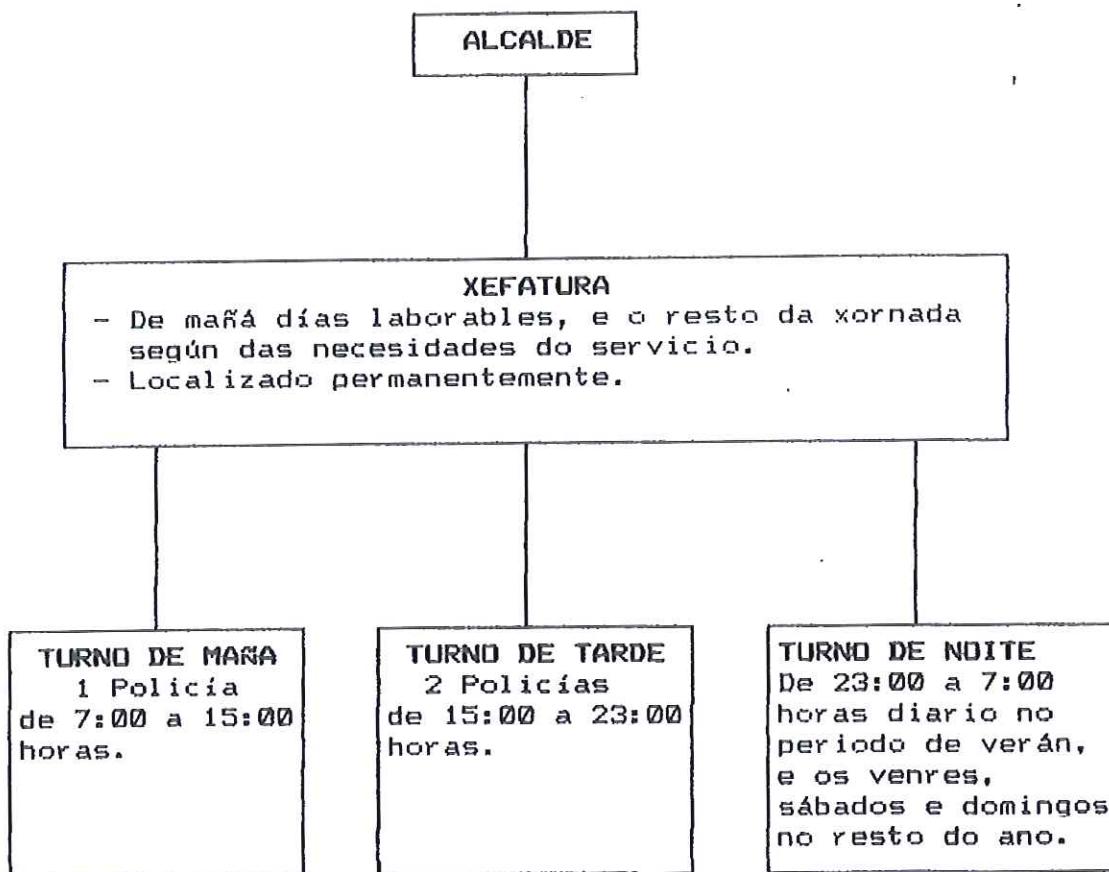 ALCALDE
XEFATURA
- De mañá días laborables, e o resto da xornada
según das necesidades do servicio.
- Localizado permanentemente.
TURNO DE MAÑA
1 Policía
de 7:00 a 15:00
horas.
TURNO DE TARDE
2 Policías
de 15:00 a 23:00
horas.
TURNO DE NOITE
De 23:00 a 7:00
horas diario no
periodo de verán,
e os venres,
sábados e domingos
no resto do ano.